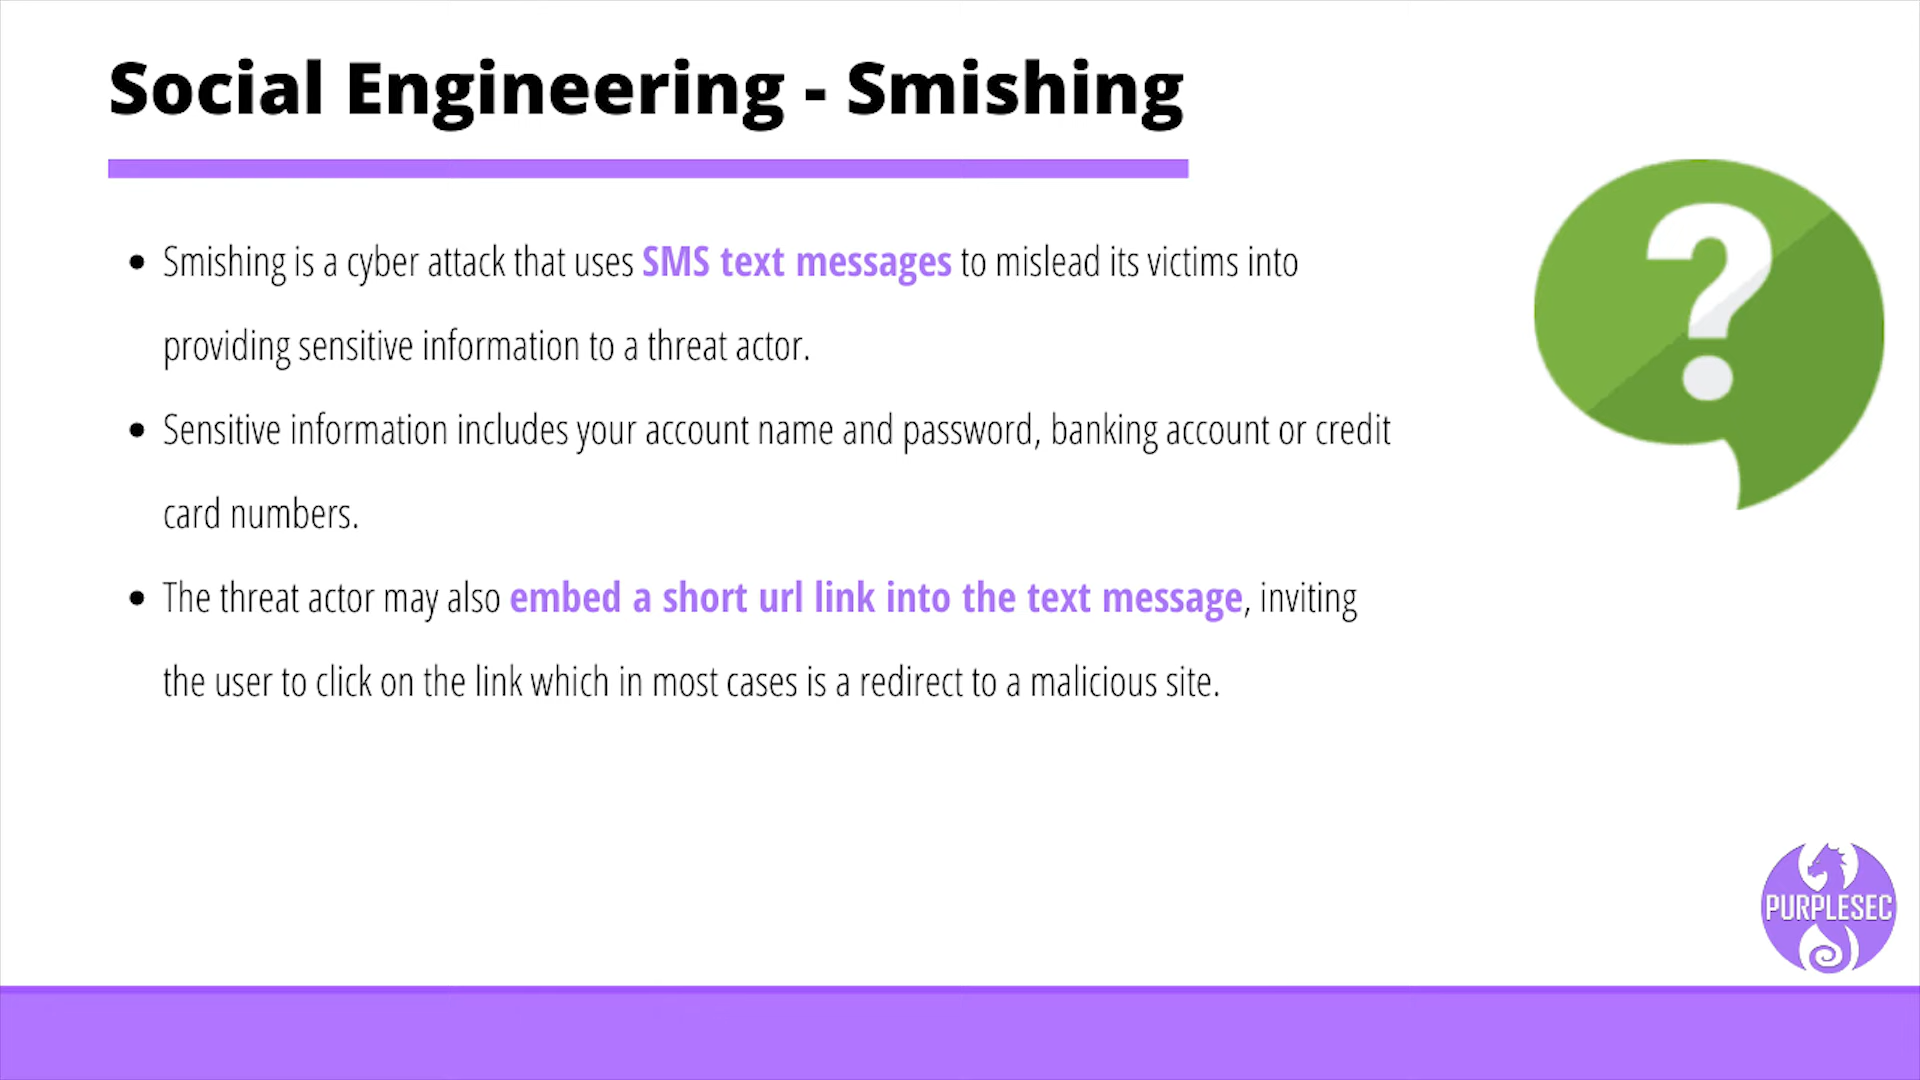 Social Engineering - Smishing
?
• Smishing is a cyber attack that uses SMS text messages to mislead its victims into
providing sensitive information to a threat actor.
• Sensitive information includes your account name and password, banking account or credit
card numbers.
• The threat actor may also embed a short url link into the text message, inviting
the user to click on the link which in most cases is a redirect to a malicious site.
PURPLESEC